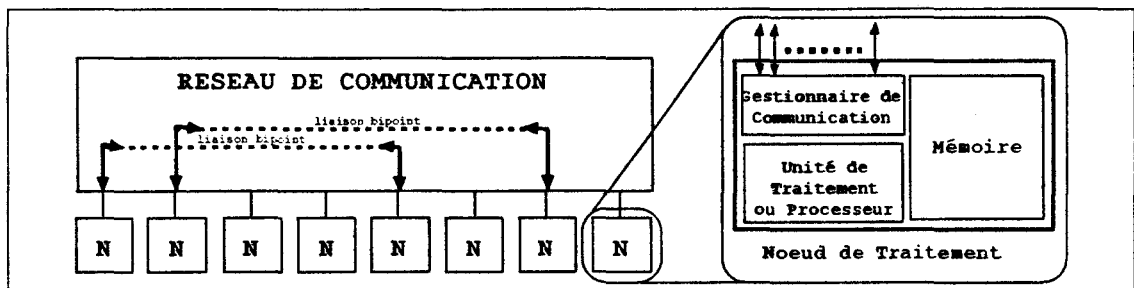 RESEAU DE COMMUNICATION
liaison bipoint
liaison bipoint
N N N N N N N N
Gestionnaire de
Communication
Unité de
Traitement
ou Processeur
Mémoire
Noeud de Traitement